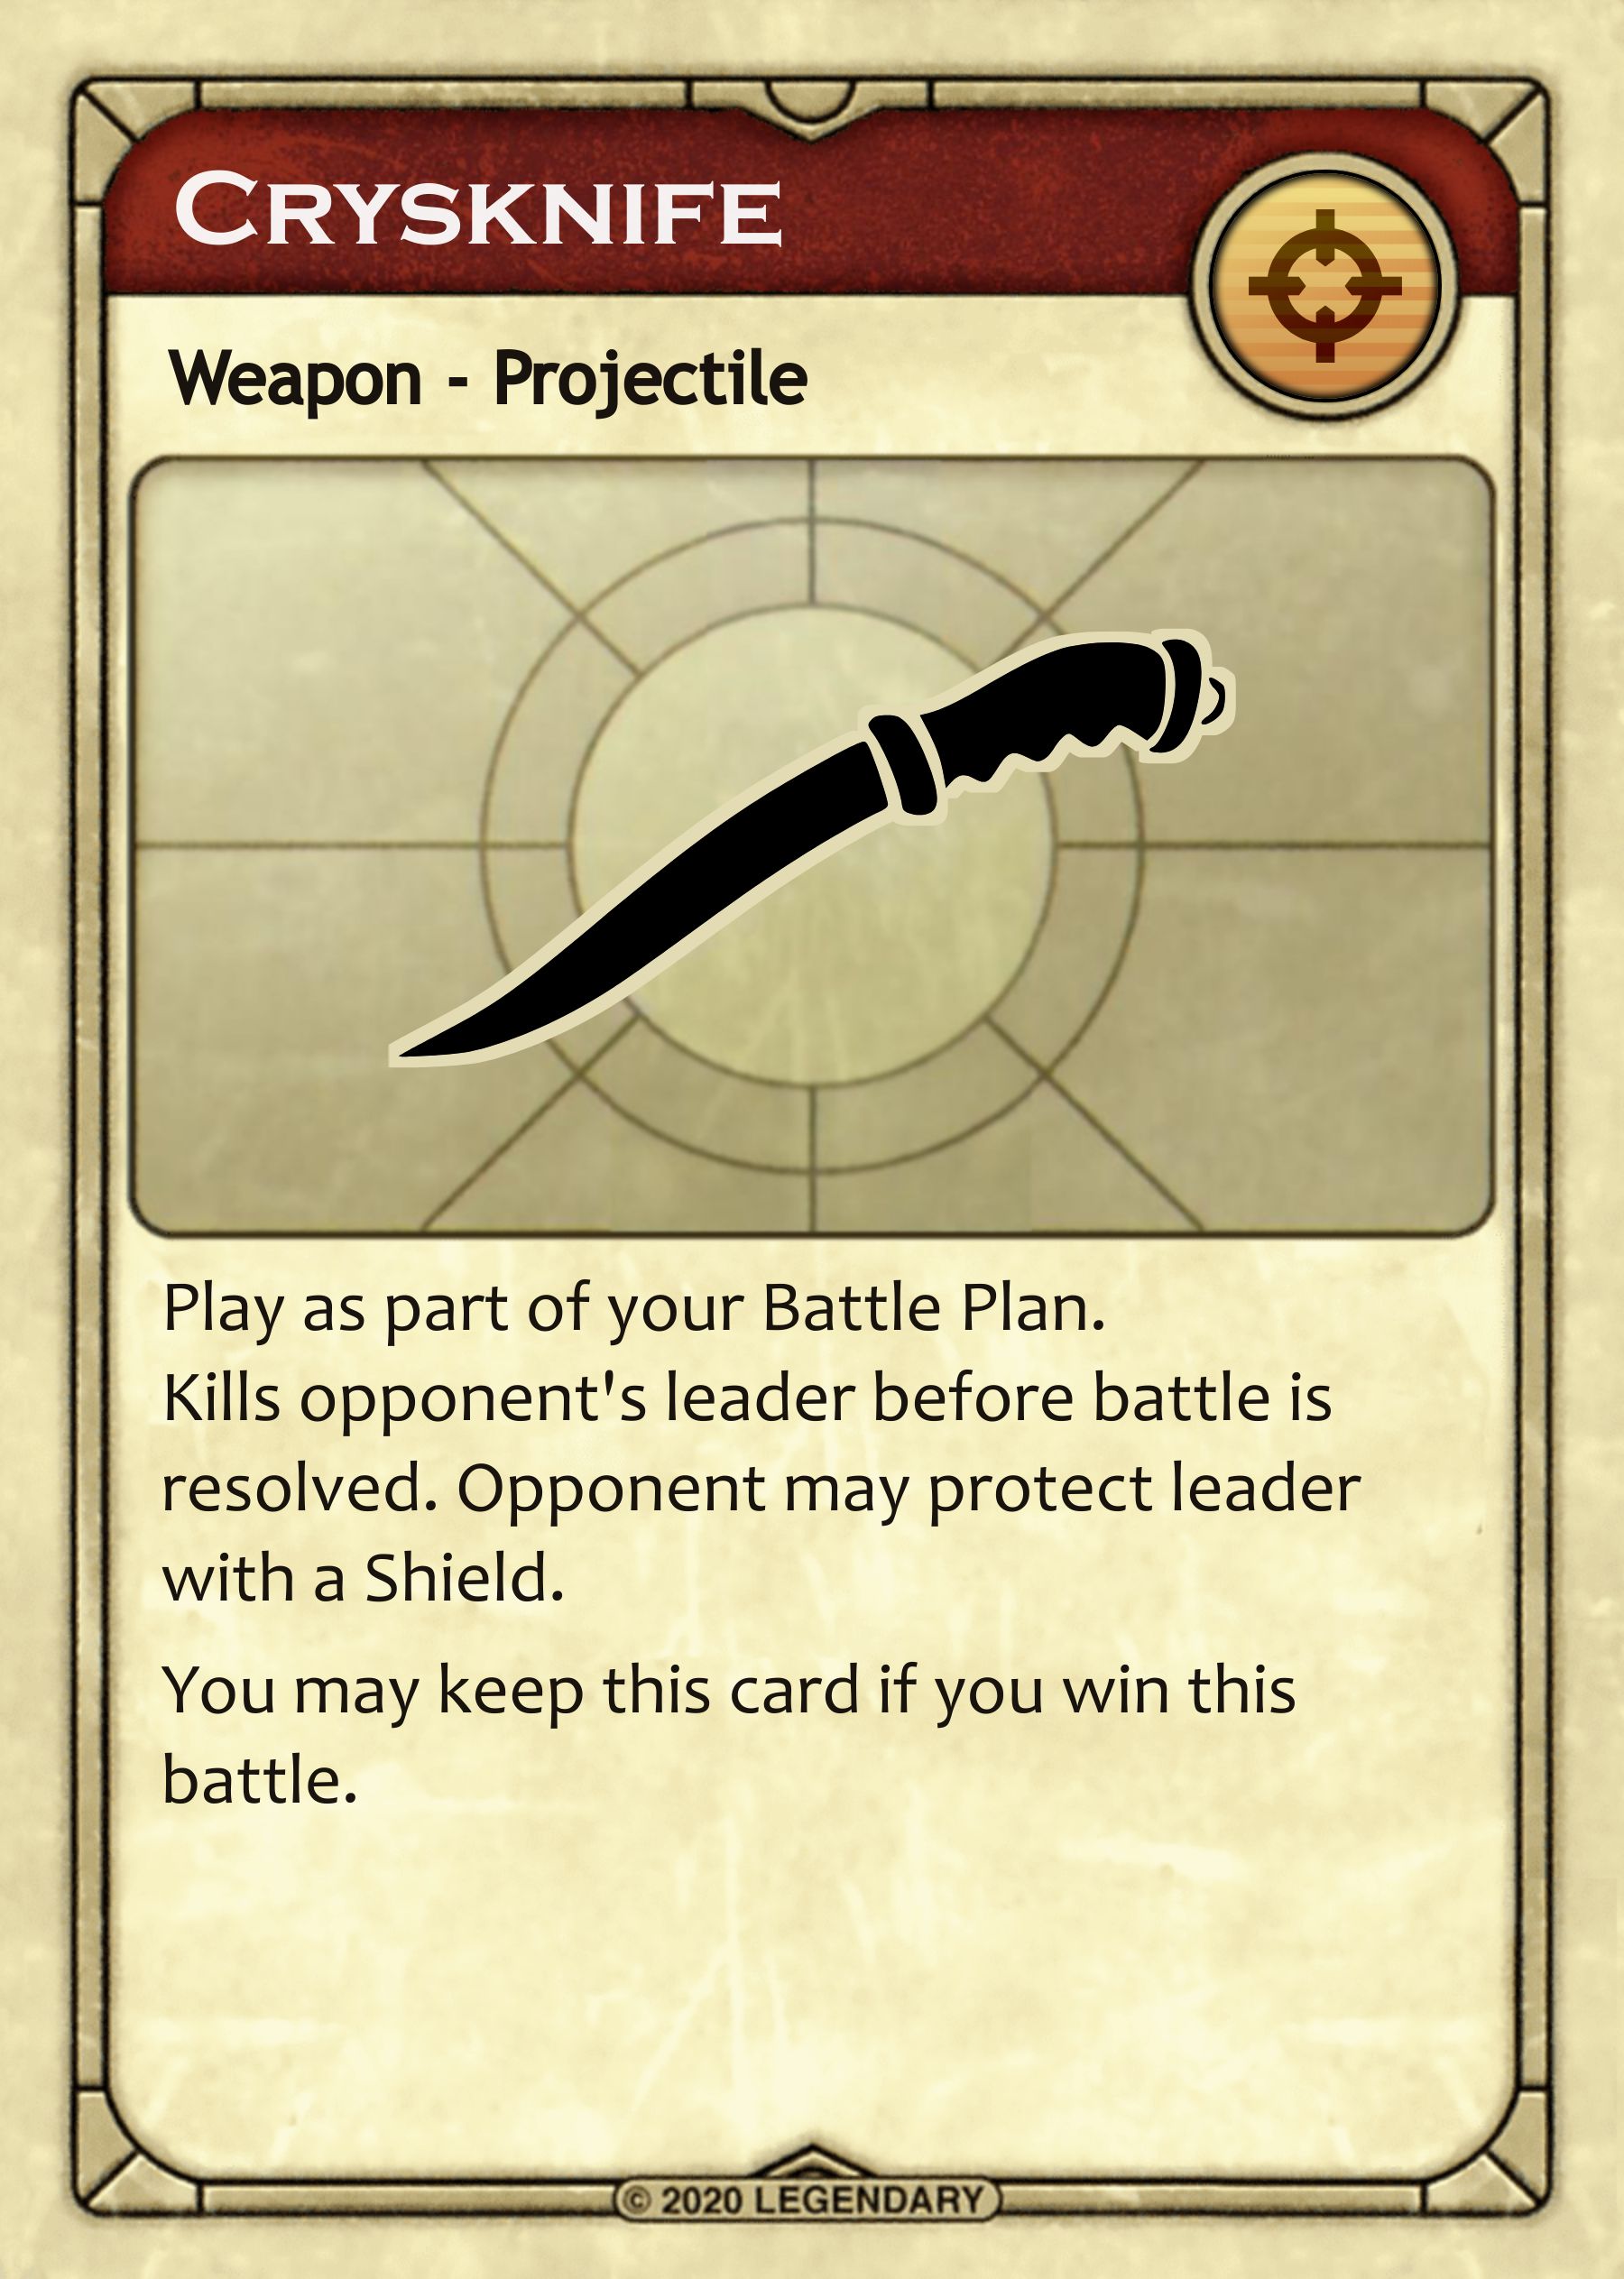 Crysknife
Weapon - Projectile
Play as part of your Battle Plan.
Kills opponent's leader before battle is
resolved. Opponent may protect leader
with a Shield.
You may keep this card if you win this
battle.
© 2020 LEGENDARY